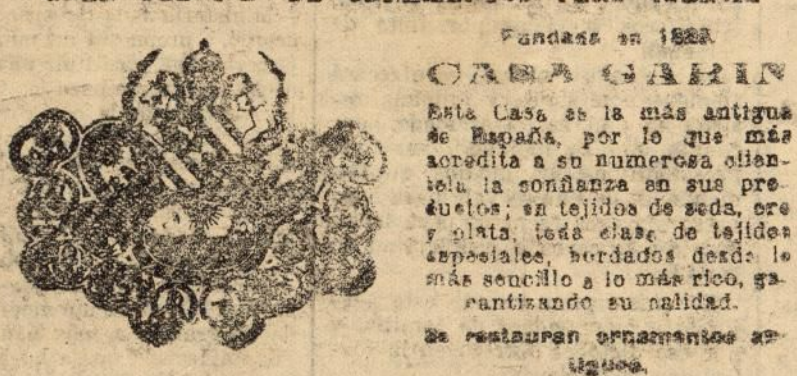 Fundada en 1820
CASA GARIN
Esta Casa es la más antigua
de España, por lo que más
acredita a su numerosa clien-
tela la confianza en sus pro-
ductos; en tejidos de seda, oro
y plata, toda clase de tejidos
especiales, bordados desde lo
más sencillo a lo más rico, ga-
rantizando su calidad.
Se restauran ornamentos an-
tiguos.